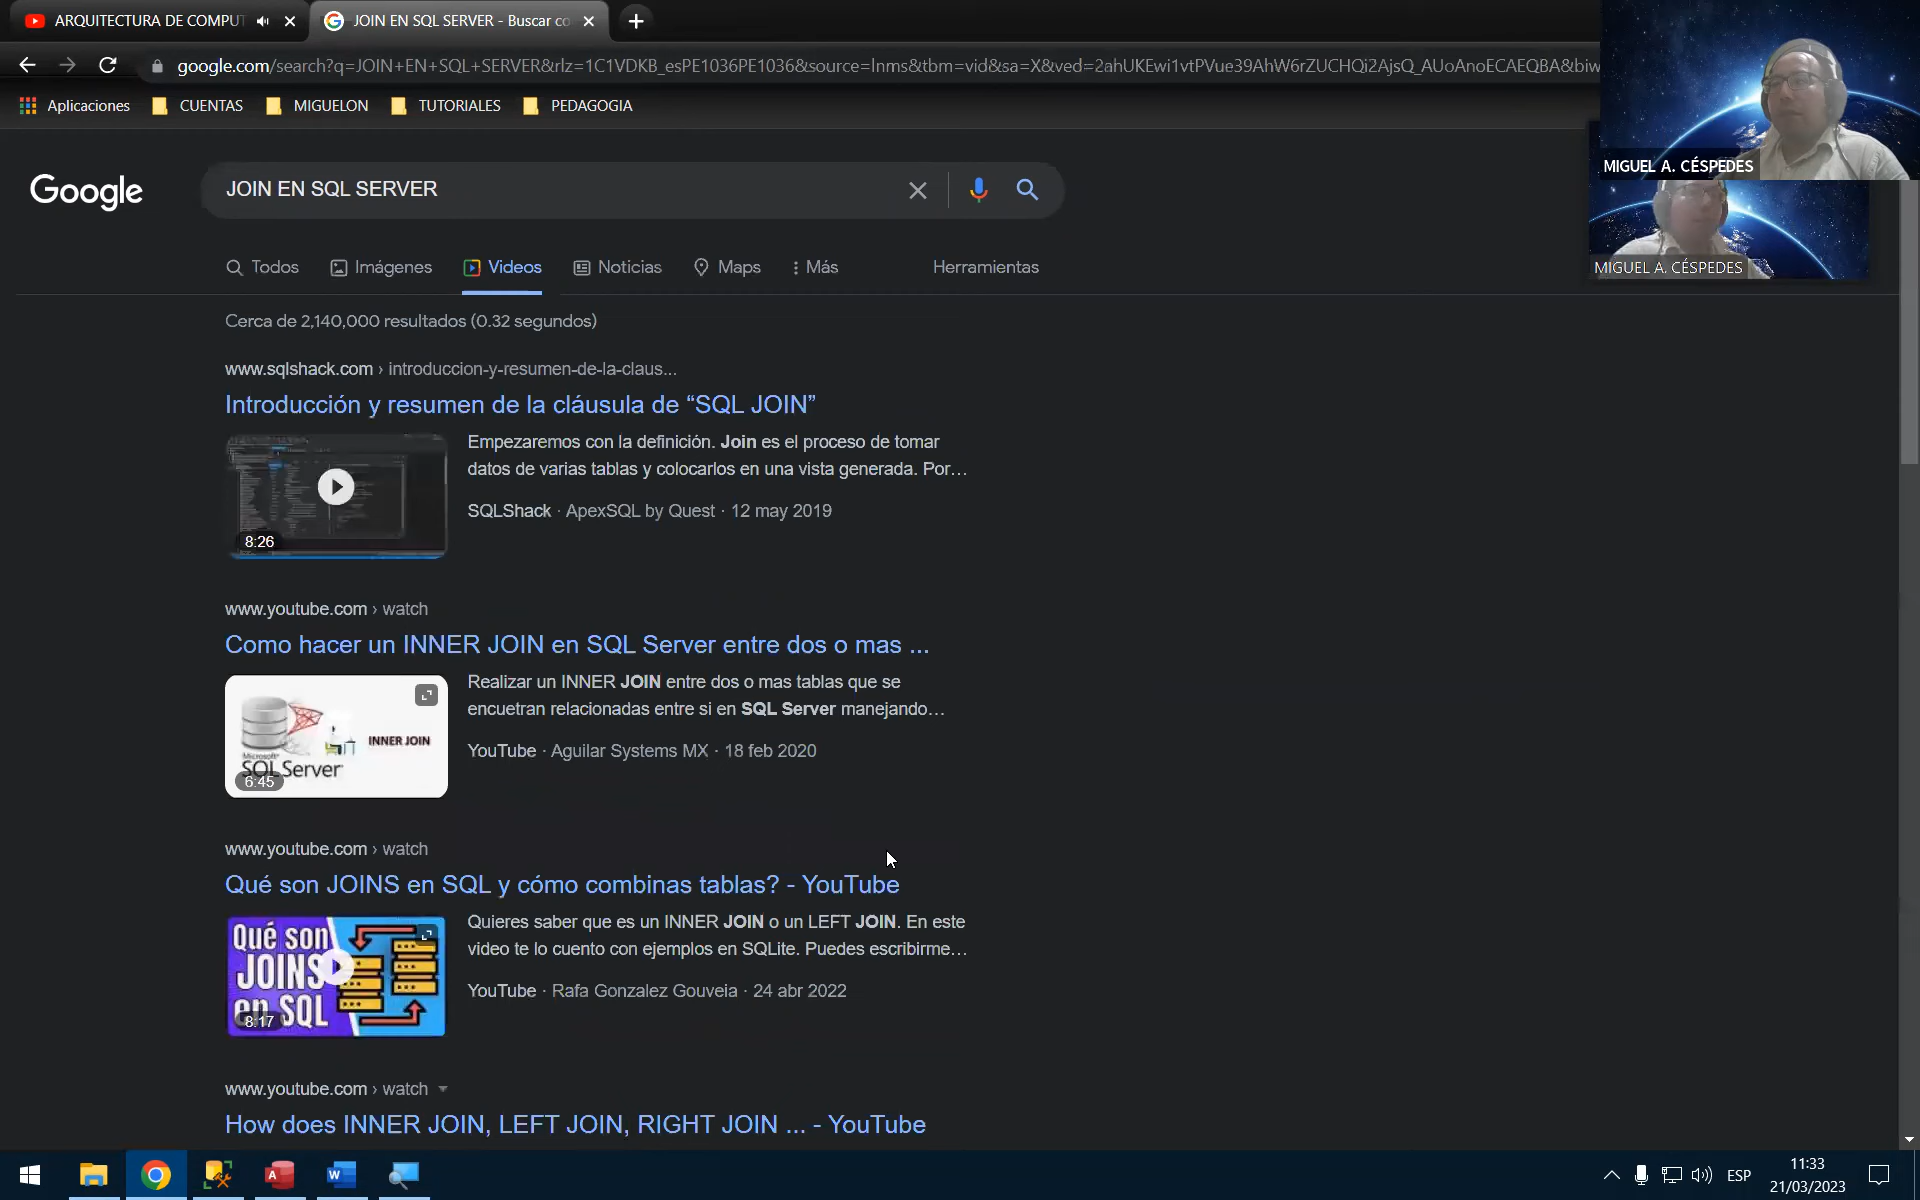 ARQUITECTURA DE COMPUT
JOIN EN SQL SERVER - Buscar co
google.com/search?q=JOIN+EN+SQL+SERVER&rlz=1C1VDKB_esPE1036PE1036&source=lnms&tbm=vid&sa=X&ved=2ahUKEwi1vtPVue39AhW6rZUCHQi2AjsQ_AUoAnoECAEQBA&biw
Aplicaciones CUENTAS MIGUELON TUTORIALES PEDAGOGIA
MIGUEL A. CÉSPEDES
MIGUEL A. CÉSPEDES
Google
JOIN EN SQL SERVER
Todos Imágenes Videos Noticias Maps Más Herramientas
Cerca de 2,140,000 resultados (0.32 segundos)
www.sqlshack.com › introduccion-y-resumen-de-la-claus...
Introducción y resumen de la cláusula de “SQL JOIN”
Empezaremos con la definición. Join es el proceso de tomar
datos de varias tablas y colocarlos en una vista generada. Por...
SQLShack · ApexSQL by Quest · 12 may 2019
8:26
www.youtube.com › watch
Como hacer un INNER JOIN en SQL Server entre dos o mas ...
Realizar un INNER JOIN entre dos o mas tablas que se
encuetran relacionadas entre si en SQL Server manejando...
YouTube · Aguilar Systems MX · 18 feb 2020
INNER JOIN
Microsoft
SQL Server
6:45
www.youtube.com › watch
Qué son JOINS en SQL y cómo combinas tablas? - YouTube
Quieres saber que es un INNER JOIN o un LEFT JOIN. En este
video te lo cuento con ejemplos en SQLite. Puedes escribirme...
YouTube · Rafa Gonzalez Gouveia · 24 abr 2022
Qué son
JOINS
en SQL
8:17
www.youtube.com › watch
How does INNER JOIN, LEFT JOIN, RIGHT JOIN ... - YouTube
ESP
11:33
21/03/2023